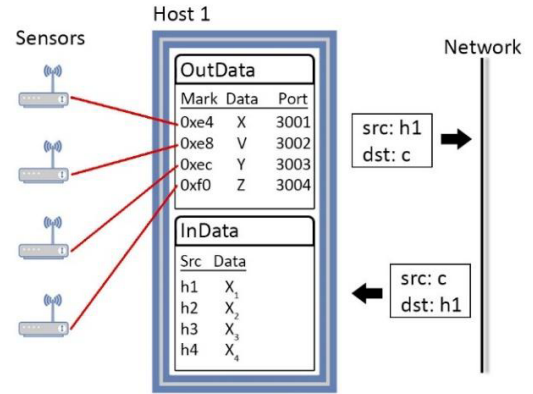 Host 1
Sensors
Network
OutData
Mark Data Port
0xe4 X 3001
0xe8 V 3002
0xec Y 3003
0xf0 Z 3004
src: h1
dst: c
InData
Src Data
h1 X1
h2 X2
h3 X3
h4 X4
src: c
dst: h1